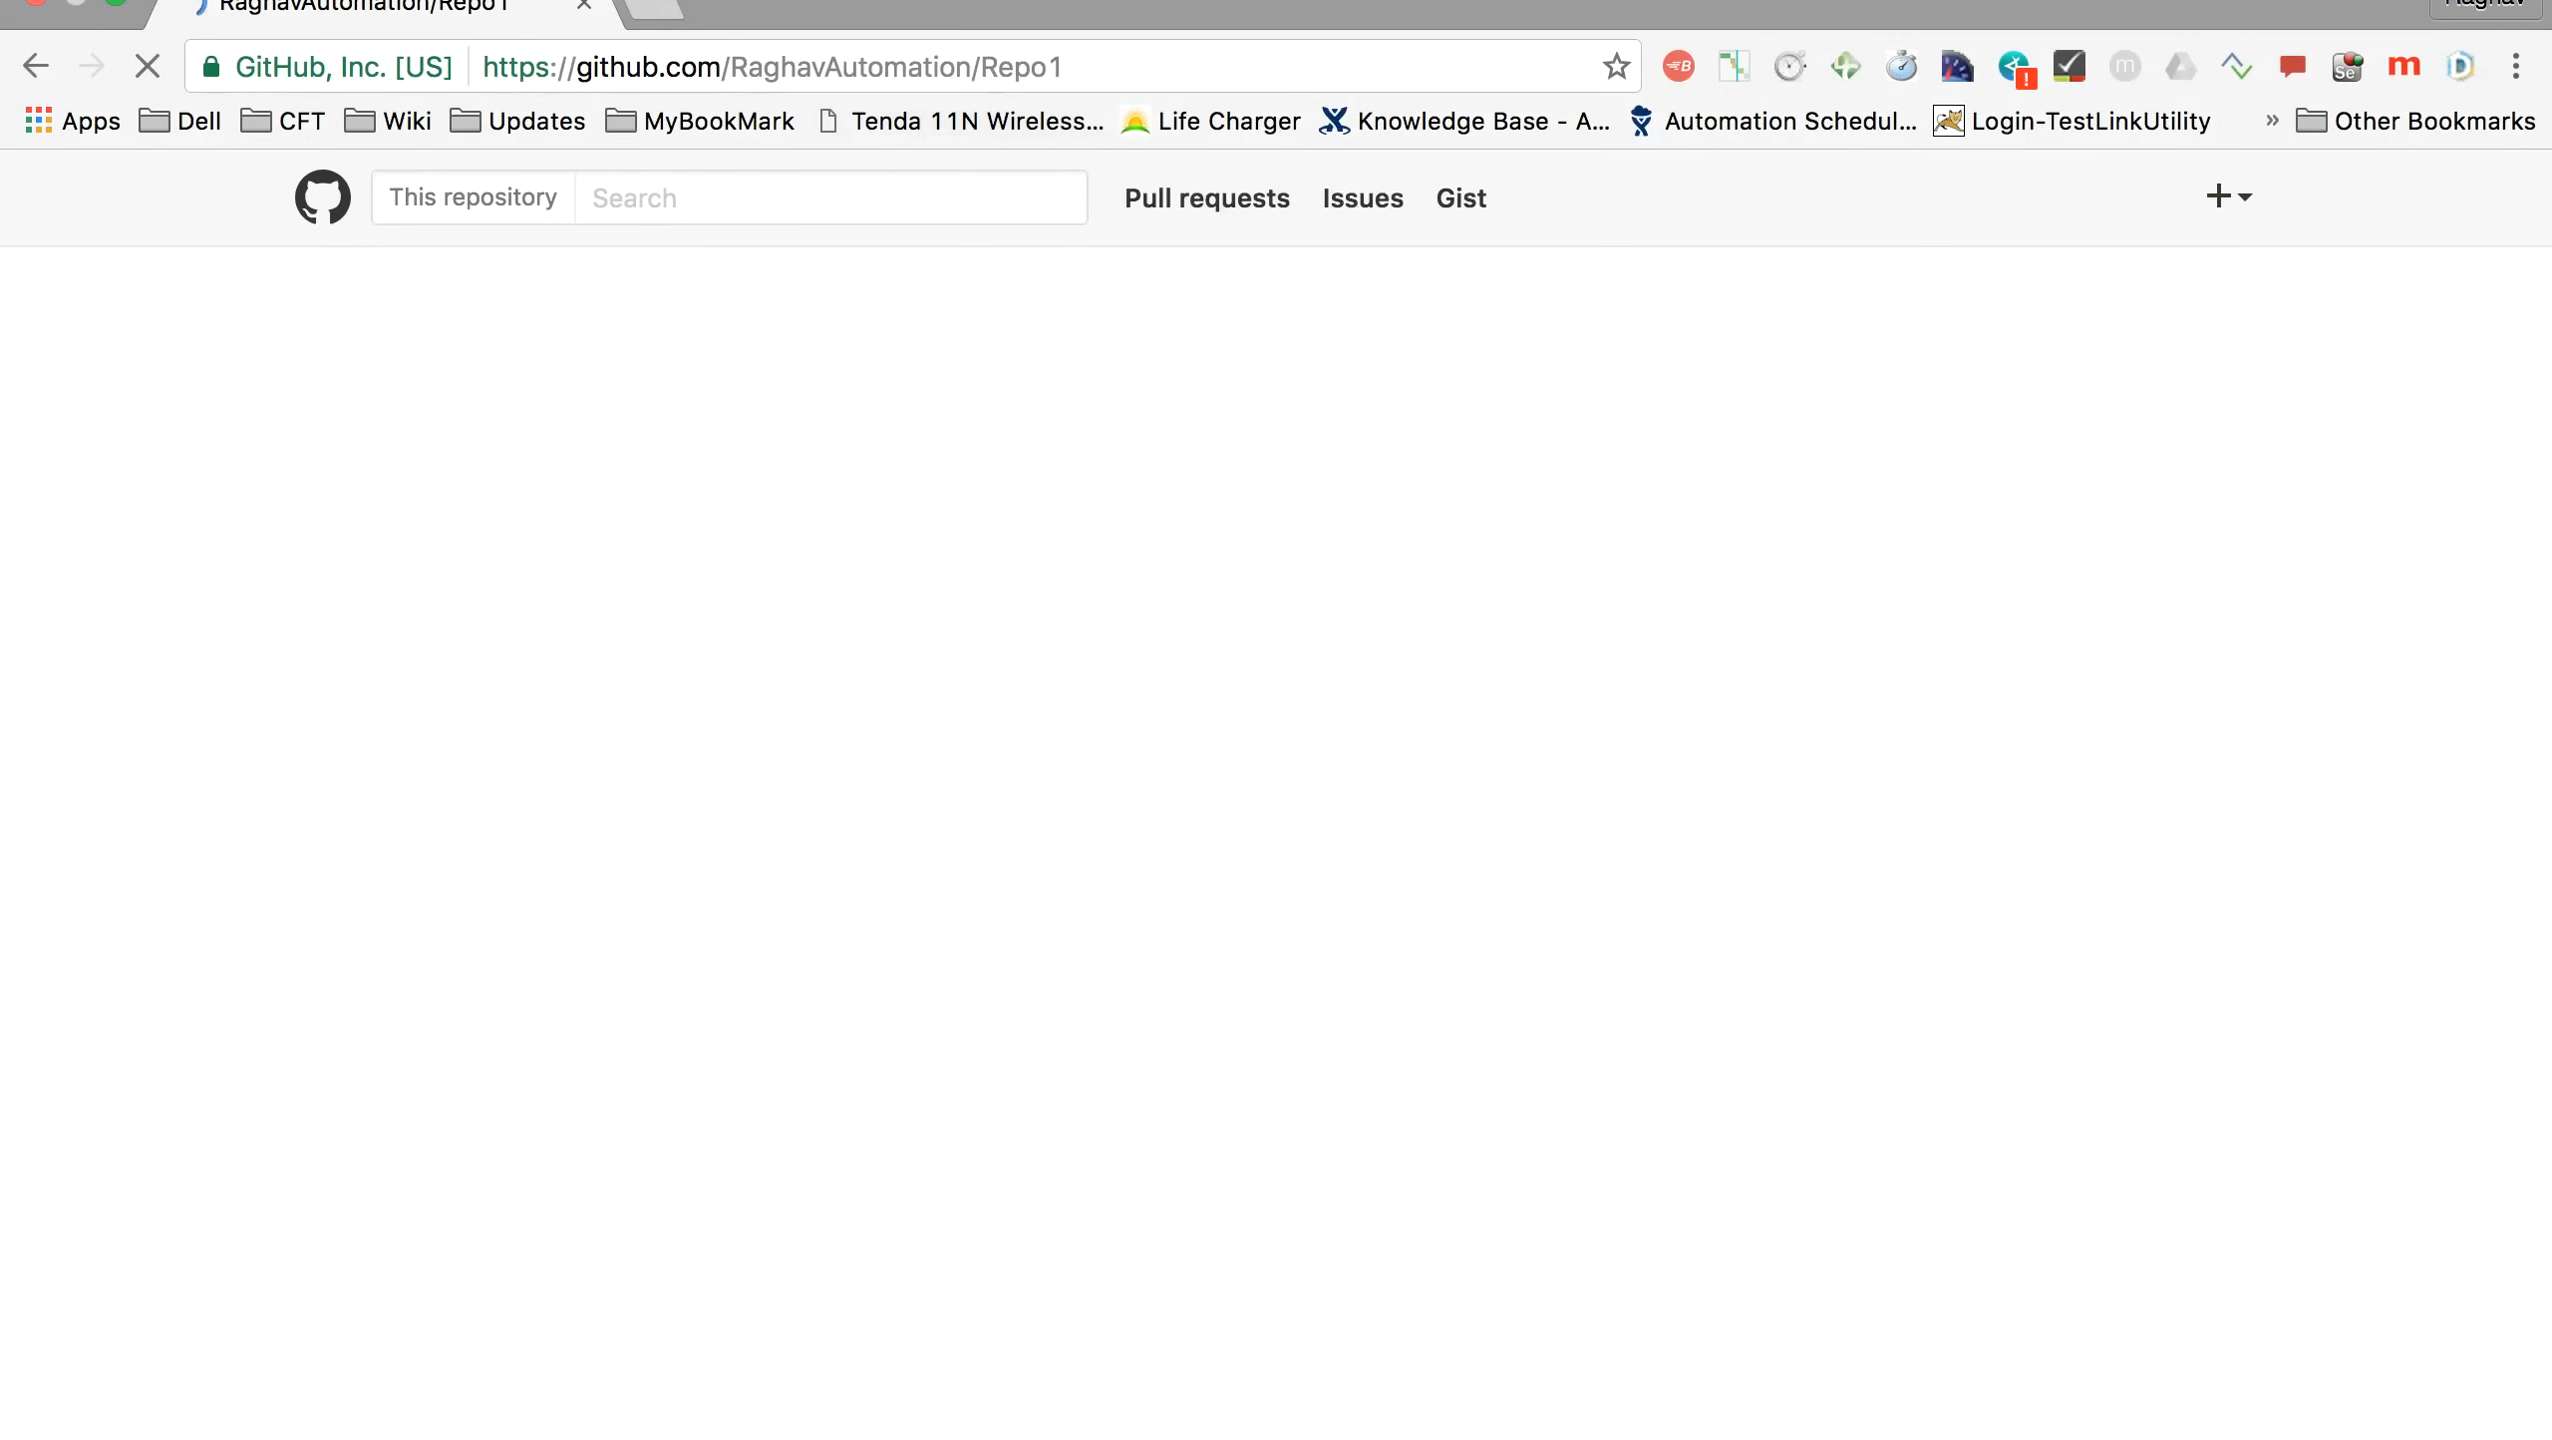 RaghavAutomation/Repo1
Raghav
GitHub, Inc. [US] https://github.com/RaghavAutomation/Repo1
Apps Dell CFT Wiki Updates MyBookMark Tenda 11N Wireless... Life Charger Knowledge Base - A... Automation Schedul... Login-TestLinkUtility » Other Bookmarks
This repository Search Pull requests Issues Gist